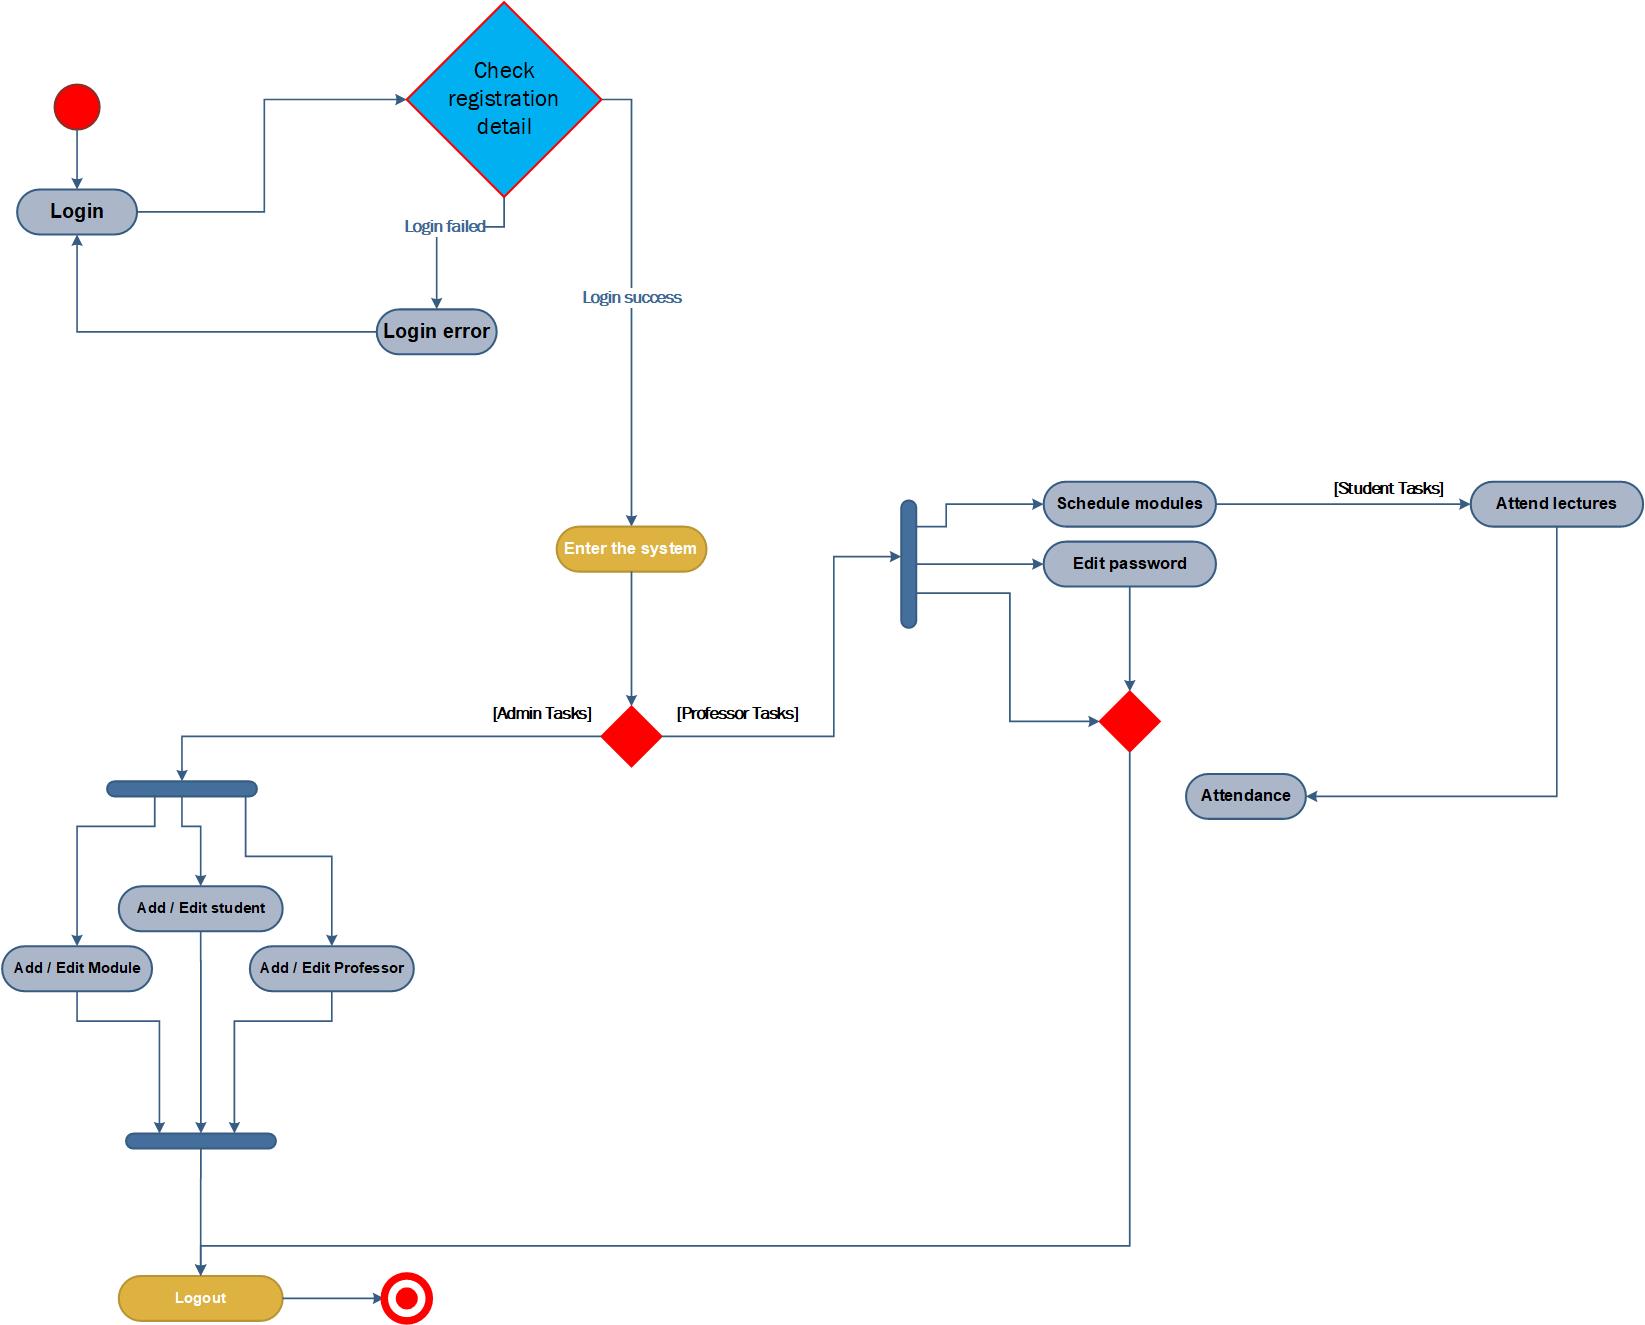 Check
registration
detail
Login
Login failed
Login success
Login error
[Student Tasks]
Schedule modules
Attend lectures
Enter the system
Edit password
[Admin Tasks]
[Professor Tasks]
Attendance
Add / Edit student
Add / Edit Module
Add / Edit Professor
Logout